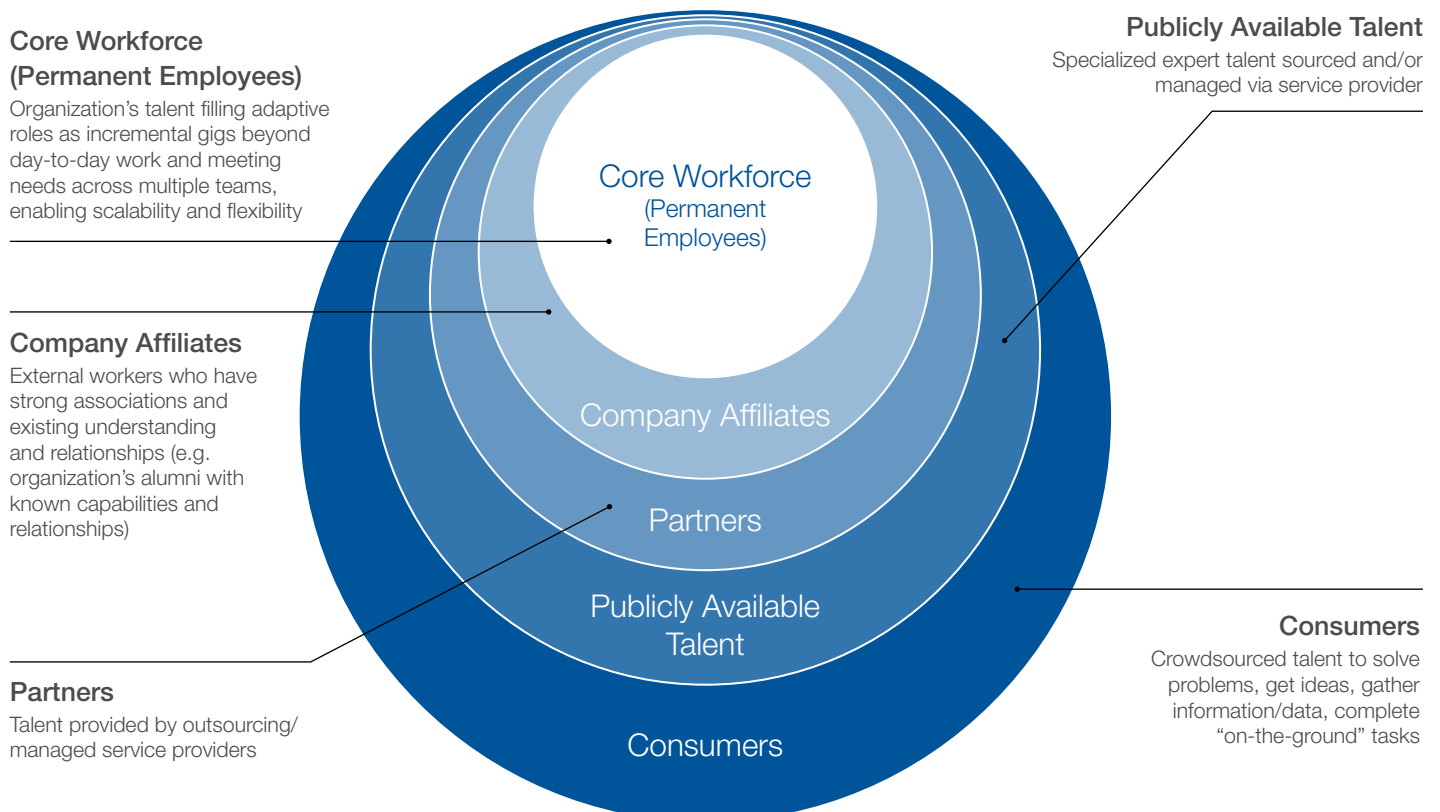 Core Workforce
(Permanent Employees)
Organization’s talent filling adaptive
roles as incremental gigs beyond
day-to-day work and meeting
needs across multiple teams,
enabling scalability and flexibility
Company Affiliates
External workers who have
strong associations and
existing understanding
and relationships (e.g.
organization’s alumni with
known capabilities and
relationships)
Partners
Talent provided by outsourcing/
managed service providers
Core Workforce
(Permanent
Employees)
Company Affiliates
Partners
Publicly Available
Talent
Consumers
Publicly Available Talent
Specialized expert talent sourced and/or
managed via service provider
Consumers
Crowdsourced talent to solve
problems, get ideas, gather
information/data, complete
“on-the-ground” tasks